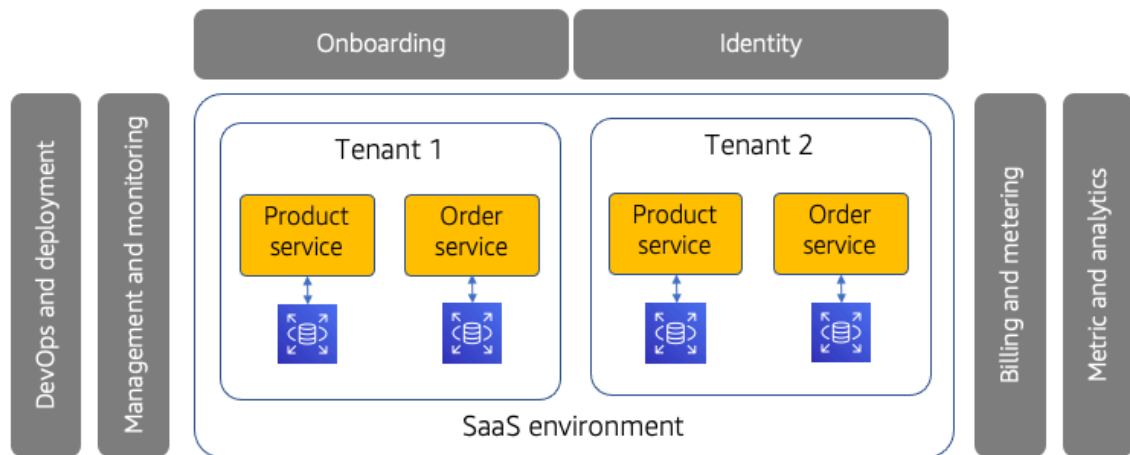 Onboarding
Identity
DevOps and deployment
Management and monitoring
Tenant 1
Product
service
Order
service
Tenant 2
Product
service
Order
service
SaaS environment
Billing and metering
Metric and analytics